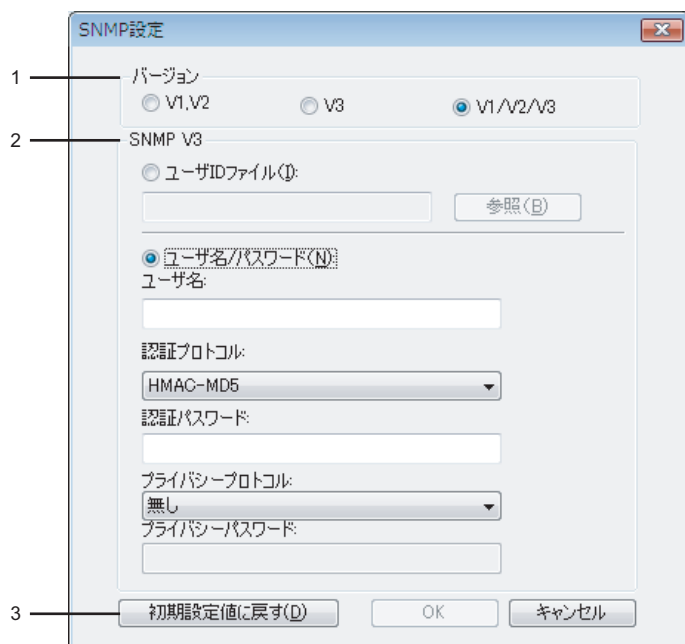 SNMP設定
1
バージョン
V1,V2 V3 V1/V2/V3
2
SNMP V3
ユーザIDファイル(I):
参照(B)
ユーザ名/パスワード(N):
ユーザ名:
認証プロトコル:
HMAC-MD5
認証パスワード:
プライバシープロトコル:
無し
プライバシーパスワード:
3
初期設定値に戻す(D) OK キャンセル